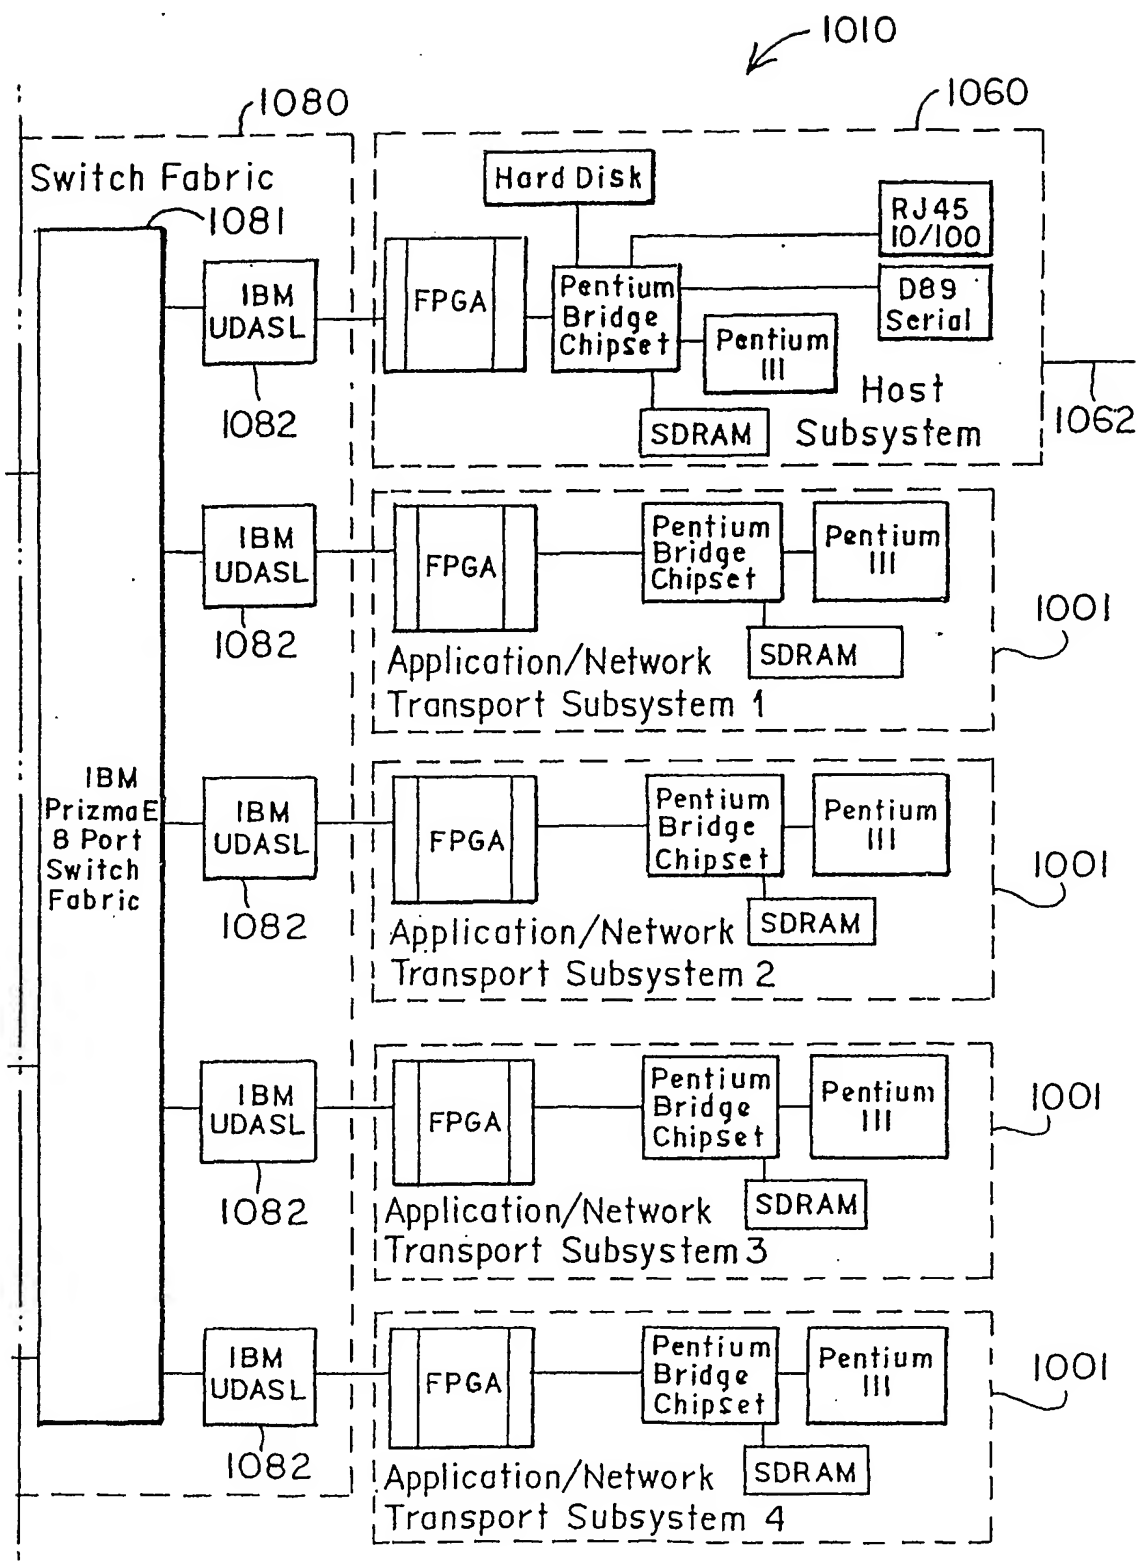 1010
1080
1060
Switch Fabric
1081
Hard Disk
RJ45
10/100
IBM
UDASL
FPGA
Pentium
Bridge
Chipset
D89
Serial
Pentium
III
1082
SDRAM
Host
Subsystem
1062
IBM
UDASL
FPGA
Pentium
Bridge
Chipset
Pentium
III
1082
SDRAM
1001
Application/Network
Transport Subsystem 1
IBM
PrizmaE
8 Port
Switch
Fabric
IBM
UDASL
FPGA
Pentium
Bridge
Chipset
Pentium
III
1082
SDRAM
1001
Application/Network
Transport Subsystem 2
IBM
UDASL
FPGA
Pentium
Bridge
Chipset
Pentium
III
1082
SDRAM
1001
Application/Network
Transport Subsystem 3
IBM
UDASL
FPGA
Pentium
Bridge
Chipset
Pentium
III
1082
SDRAM
1001
Application/Network
Transport Subsystem 4